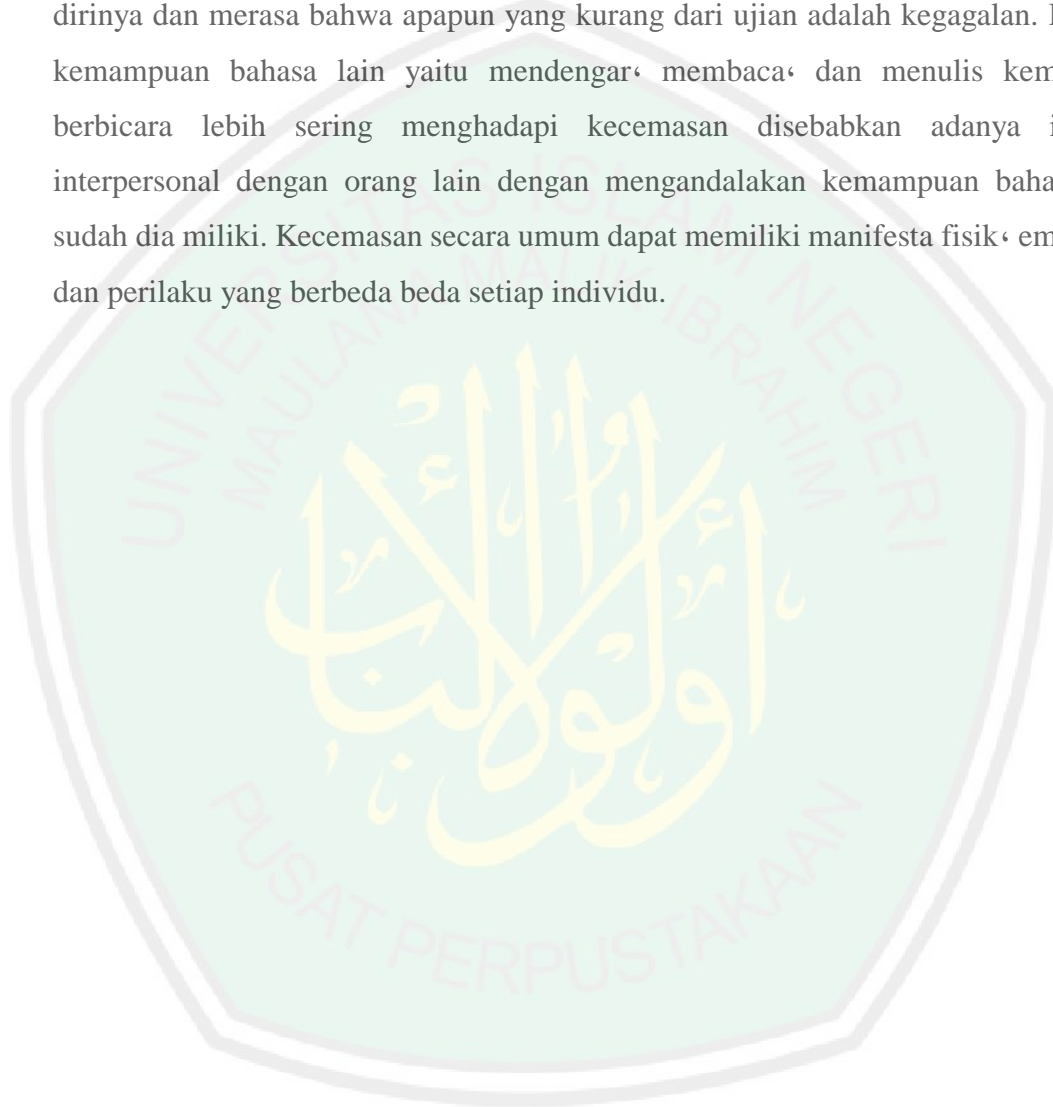 dirinya dan merasa bahwa apapun yang kurang dari ujian adalah kegagalan.
kemampuan bahasa lain yaitu mendengar، membaca، dan menulis
berbicara lebih sering menghadapi kecemasan disebabkan adanya
interpersonal dengan orang lain dengan mengandalakan kemampuan
sudah dia miliki. Kecemasan secara umum dapat memiliki manifesta fisik،
dan perilaku yang berbeda beda setiap individu.
UNIVERSITAS ISLAM NEGERI
MAULANA MALIK IBRAHIM
أولوا الألباب
PUSAT PERPUSTAKAAN